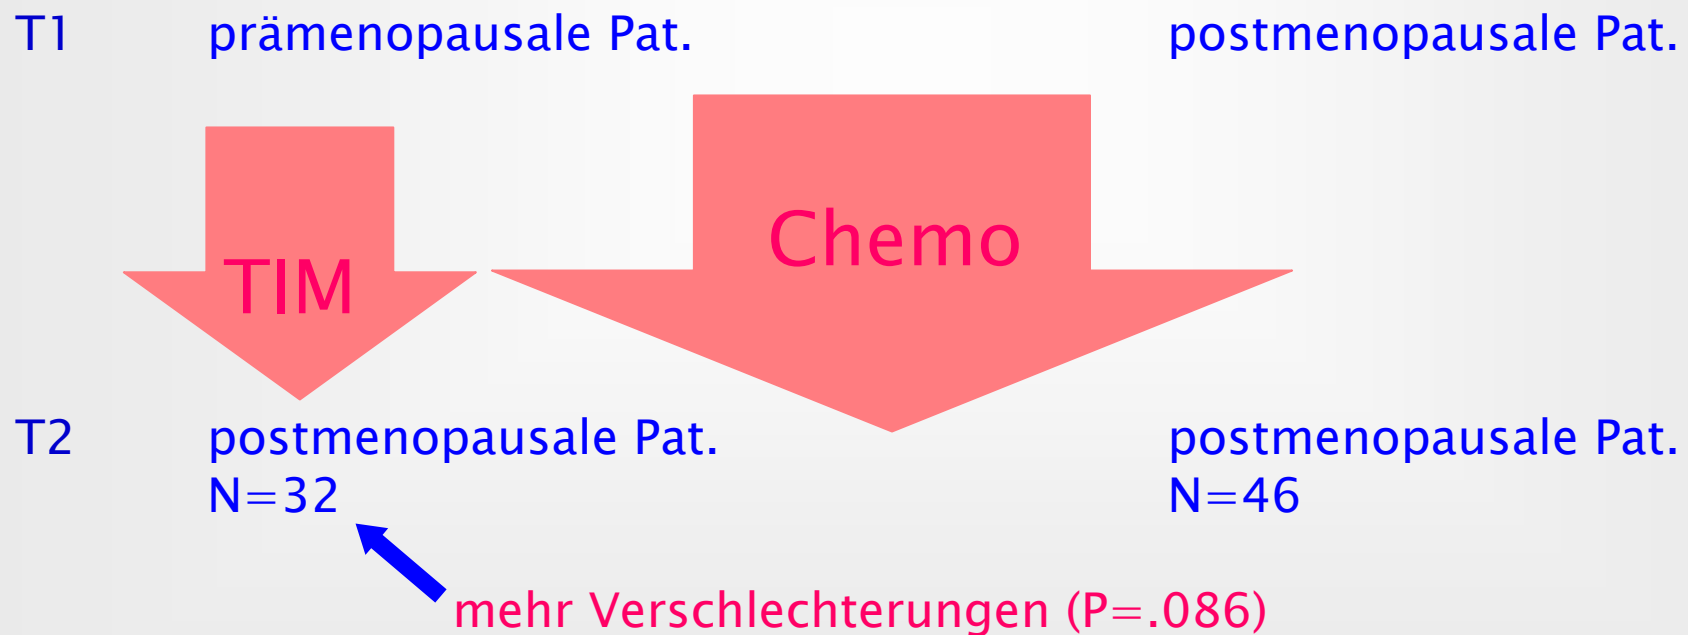 T1 prämenopausale Pat. postmenopausale Pat.
TIM
Chemo
T2 postmenopausale Pat. postmenopausale Pat.
N=32 N=46
mehr Verschlechterungen (P=.086)